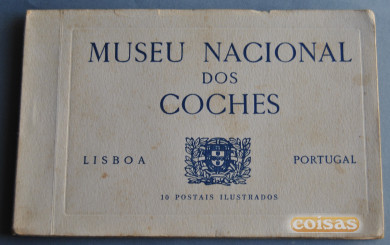 MUSEU NACIONAL
DOS
COCHES
LISBOA PORTUGAL
10 POSTAIS ILUSTRADOS
coisas